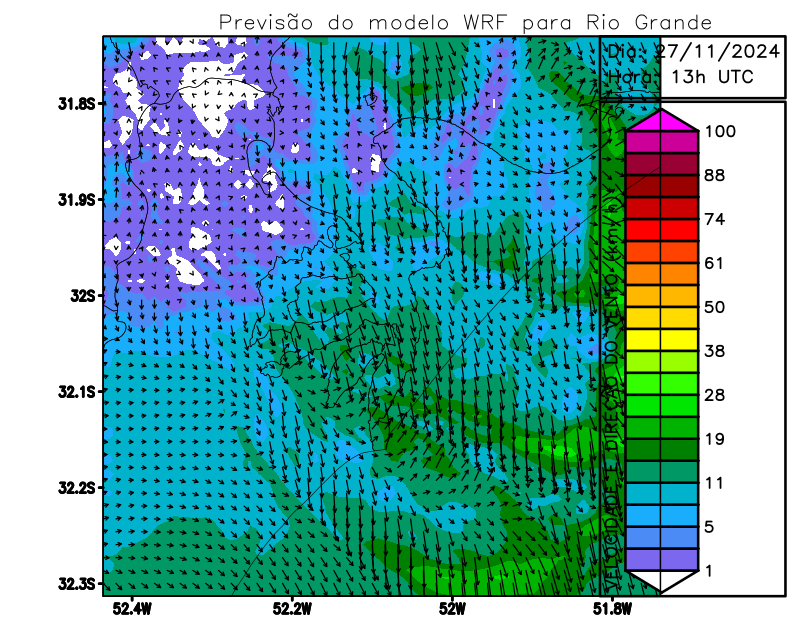 Previsão do modelo WRF para Rio Grande
Dia: 27/11/2024
Hora: 13h UTC
31.8S
31.9S
32S
32.1S
32.2S
32.3S
52.4W
52.2W
52W
51.8W
VELOCIDADE E DIREÇÃO DO VENTO (Km/h)
100
88
74
61
50
38
28
19
11
5
1